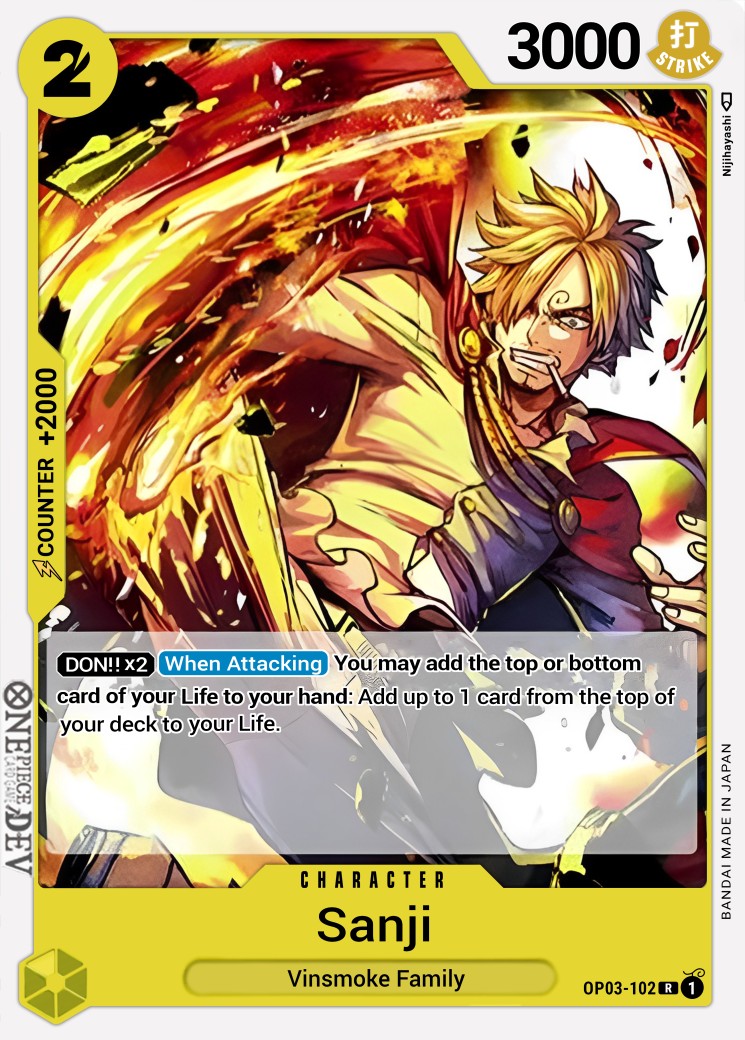 2
3000
打
STRIKE
Nijihayashi
COUNTER +2000
DON!! x2 When Attacking You may add the top or bottom
card of your Life to your hand: Add up to 1 card from the top of
your deck to your Life.
ONE PIECE
CARD GAME
DEV
BANDAI MADE IN JAPAN
CHARACTER
Sanji
Vinsmoke Family
OP03-102 R 1